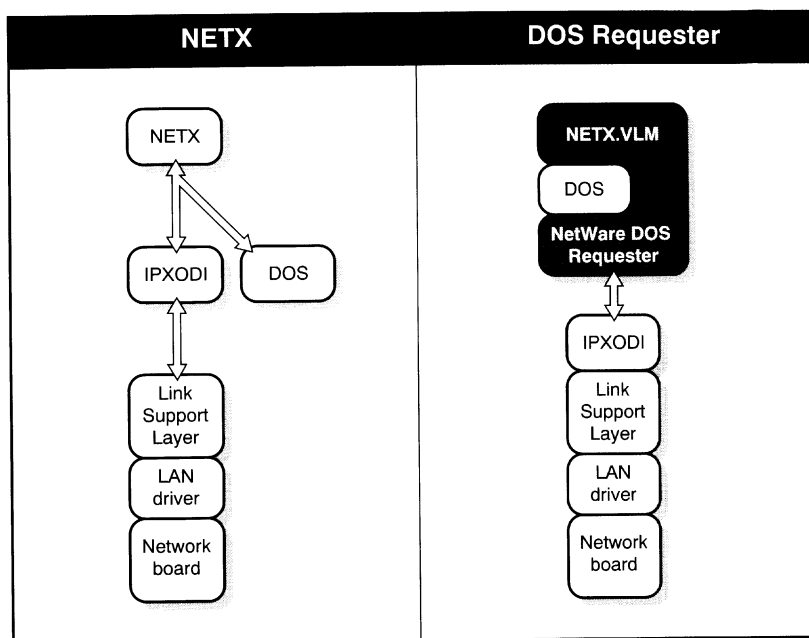 NETX
DOS Requester
NETX
IPXODI
DOS
Link
Support
Layer
LAN
driver
Network
board
NETX.VLM
DOS
NetWare DOS
Requester
IPXODI
Link
Support
Layer
LAN
driver
Network
board